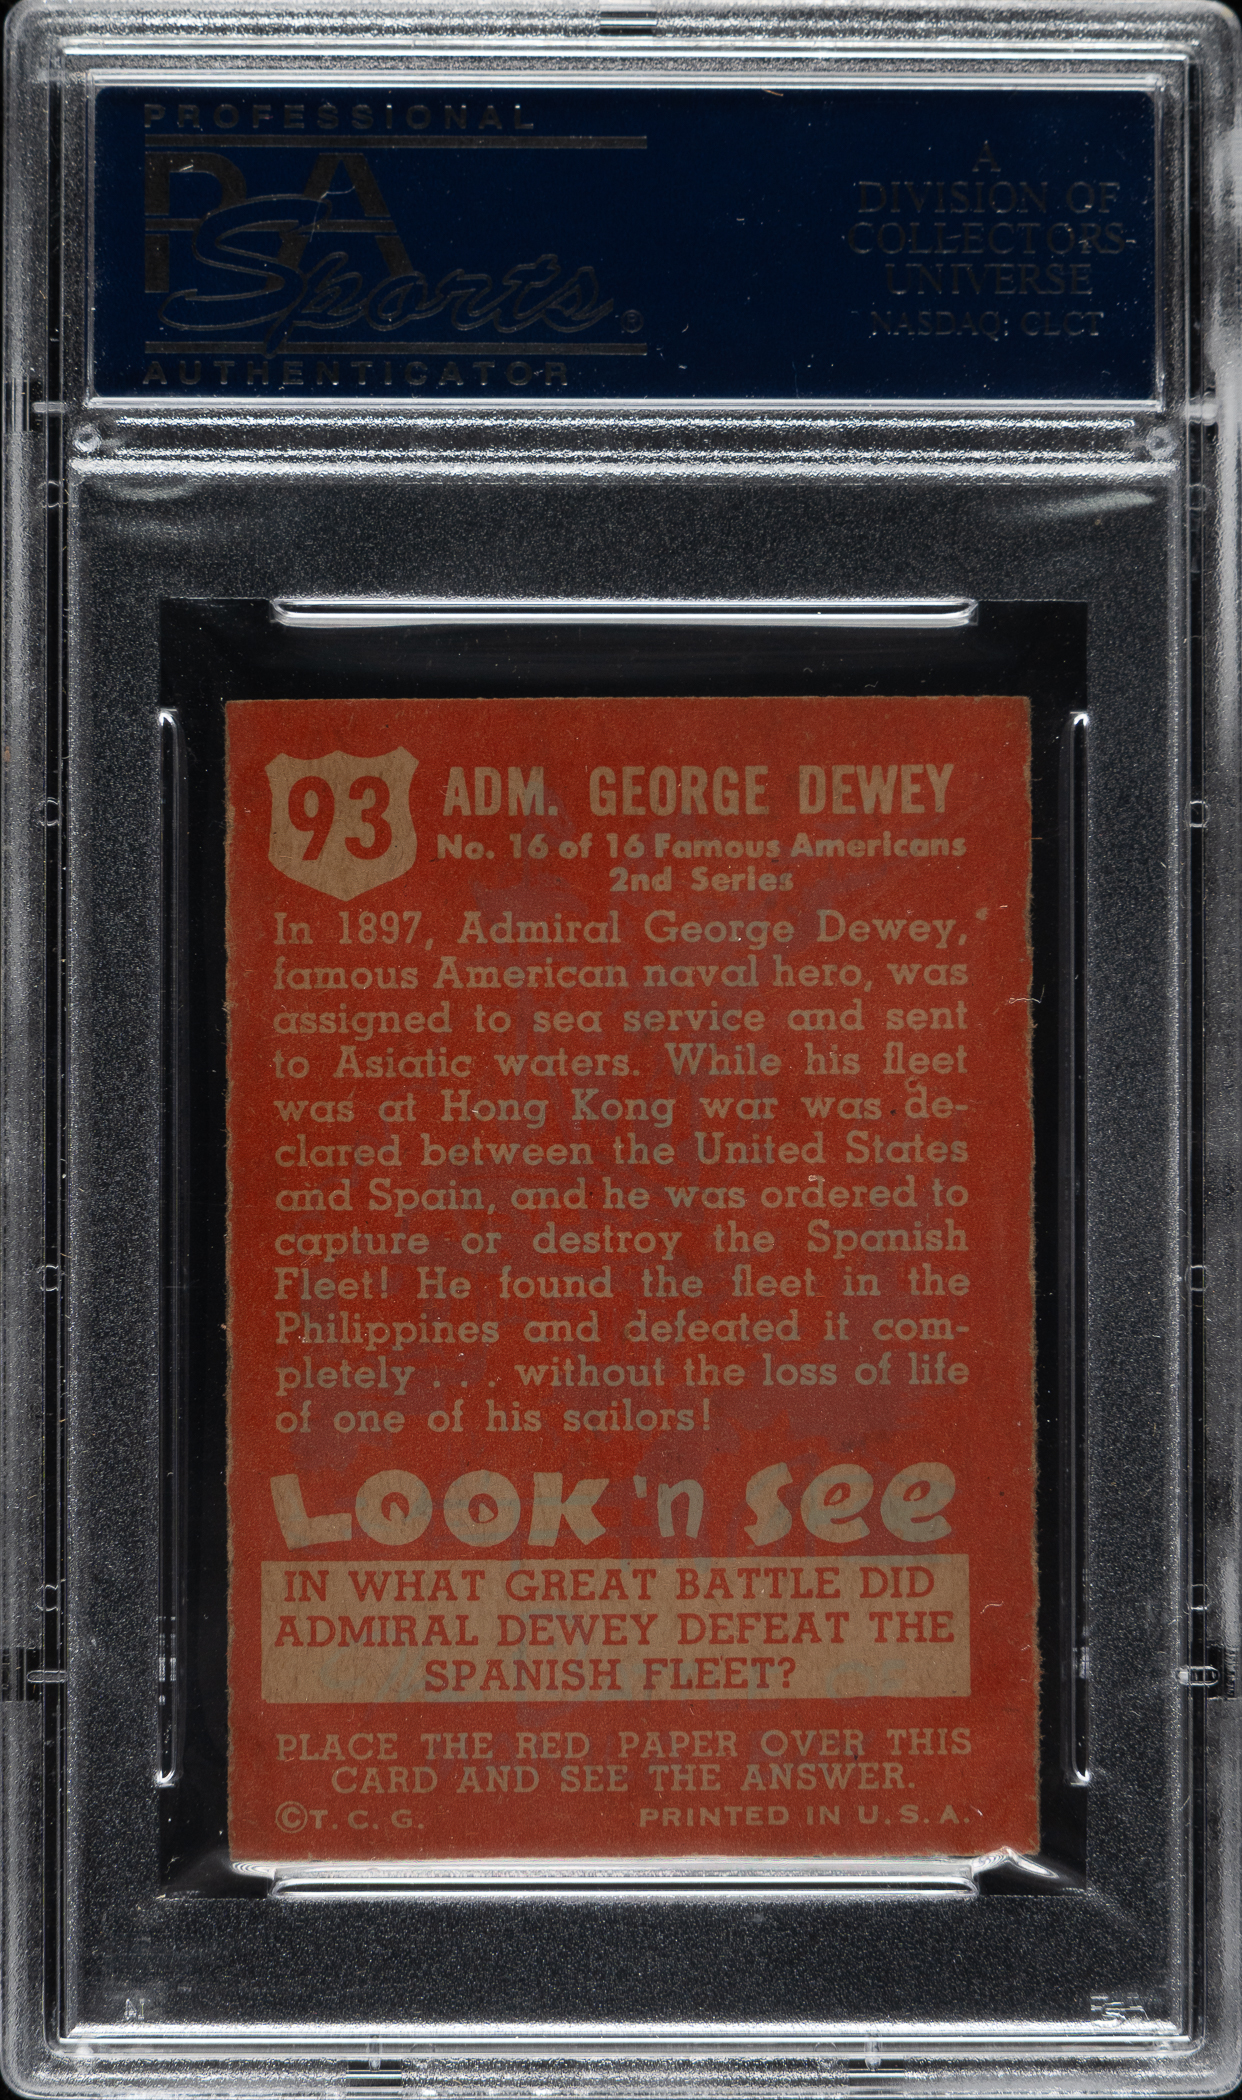 PROFESSIONAL
PSA
Sports ®
AUTHENTICATOR
A
DIVISION OF
COLLECTORS
UNIVERSE
NASDAQ: CLCT
93
ADM. GEORGE DEWEY
No. 16 of 16 Famous Americans
2nd Series
In 1897, Admiral George Dewey,
famous American naval hero, was
assigned to sea service and sent
to Asiatic waters. While his fleet
was at Hong Kong war was de-
clared between the United States
and Spain, and he was ordered to
capture or destroy the Spanish
Fleet! He found the fleet in the
Philippines and defeated it com-
pletely . . . without the loss of life
of one of his sailors!
LOOK 'n See
IN WHAT GREAT BATTLE DID
ADMIRAL DEWEY DEFEAT THE
SPANISH FLEET?
PLACE THE RED PAPER OVER THIS
CARD AND SEE THE ANSWER.
©T. C. G. PRINTED IN U. S. A.